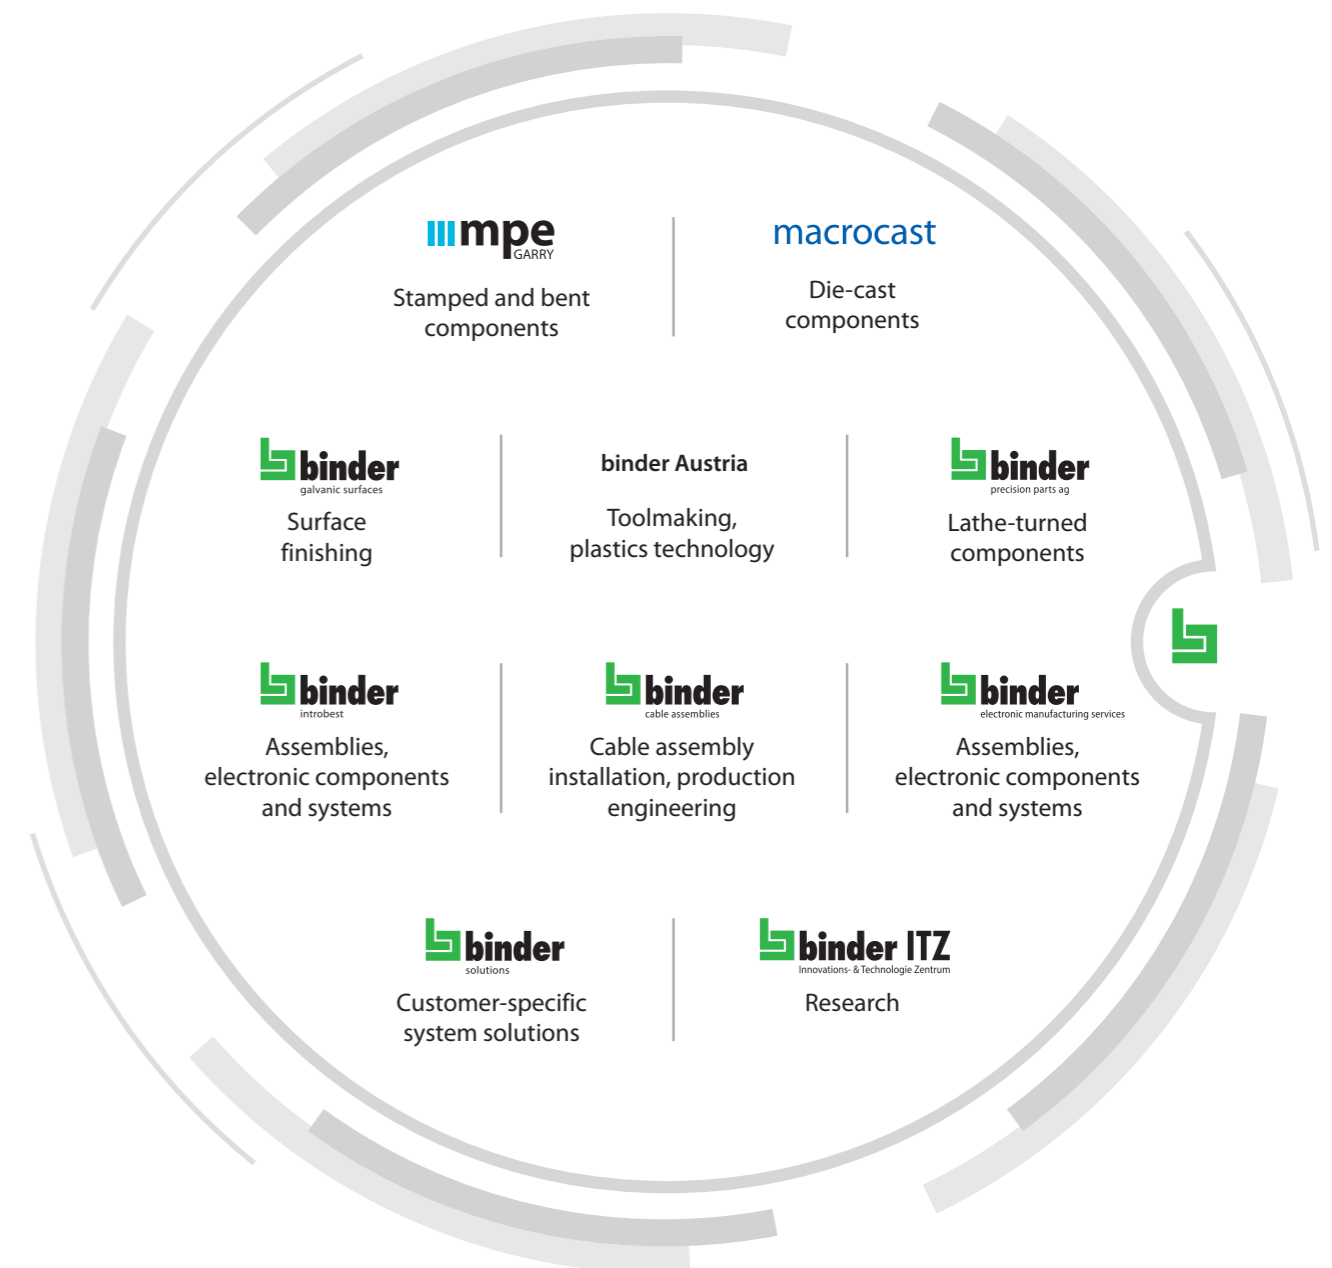 mpe
GARRY
Stamped and bent
components
macrocast
Die-cast
components
binder
galvanic surfaces
Surface
finishing
binder Austria
Toolmaking,
plastics technology
binder
precision parts ag
Lathe-turned
components
binder
introbest
Assemblies,
electronic components
and systems
binder
cable assemblies
Cable assembly
installation, production
engineering
binder
electronic manufacturing services
Assemblies,
electronic components
and systems
binder
solutions
Customer-specific
system solutions
binder ITZ
Innovations- & Technologie Zentrum
Research